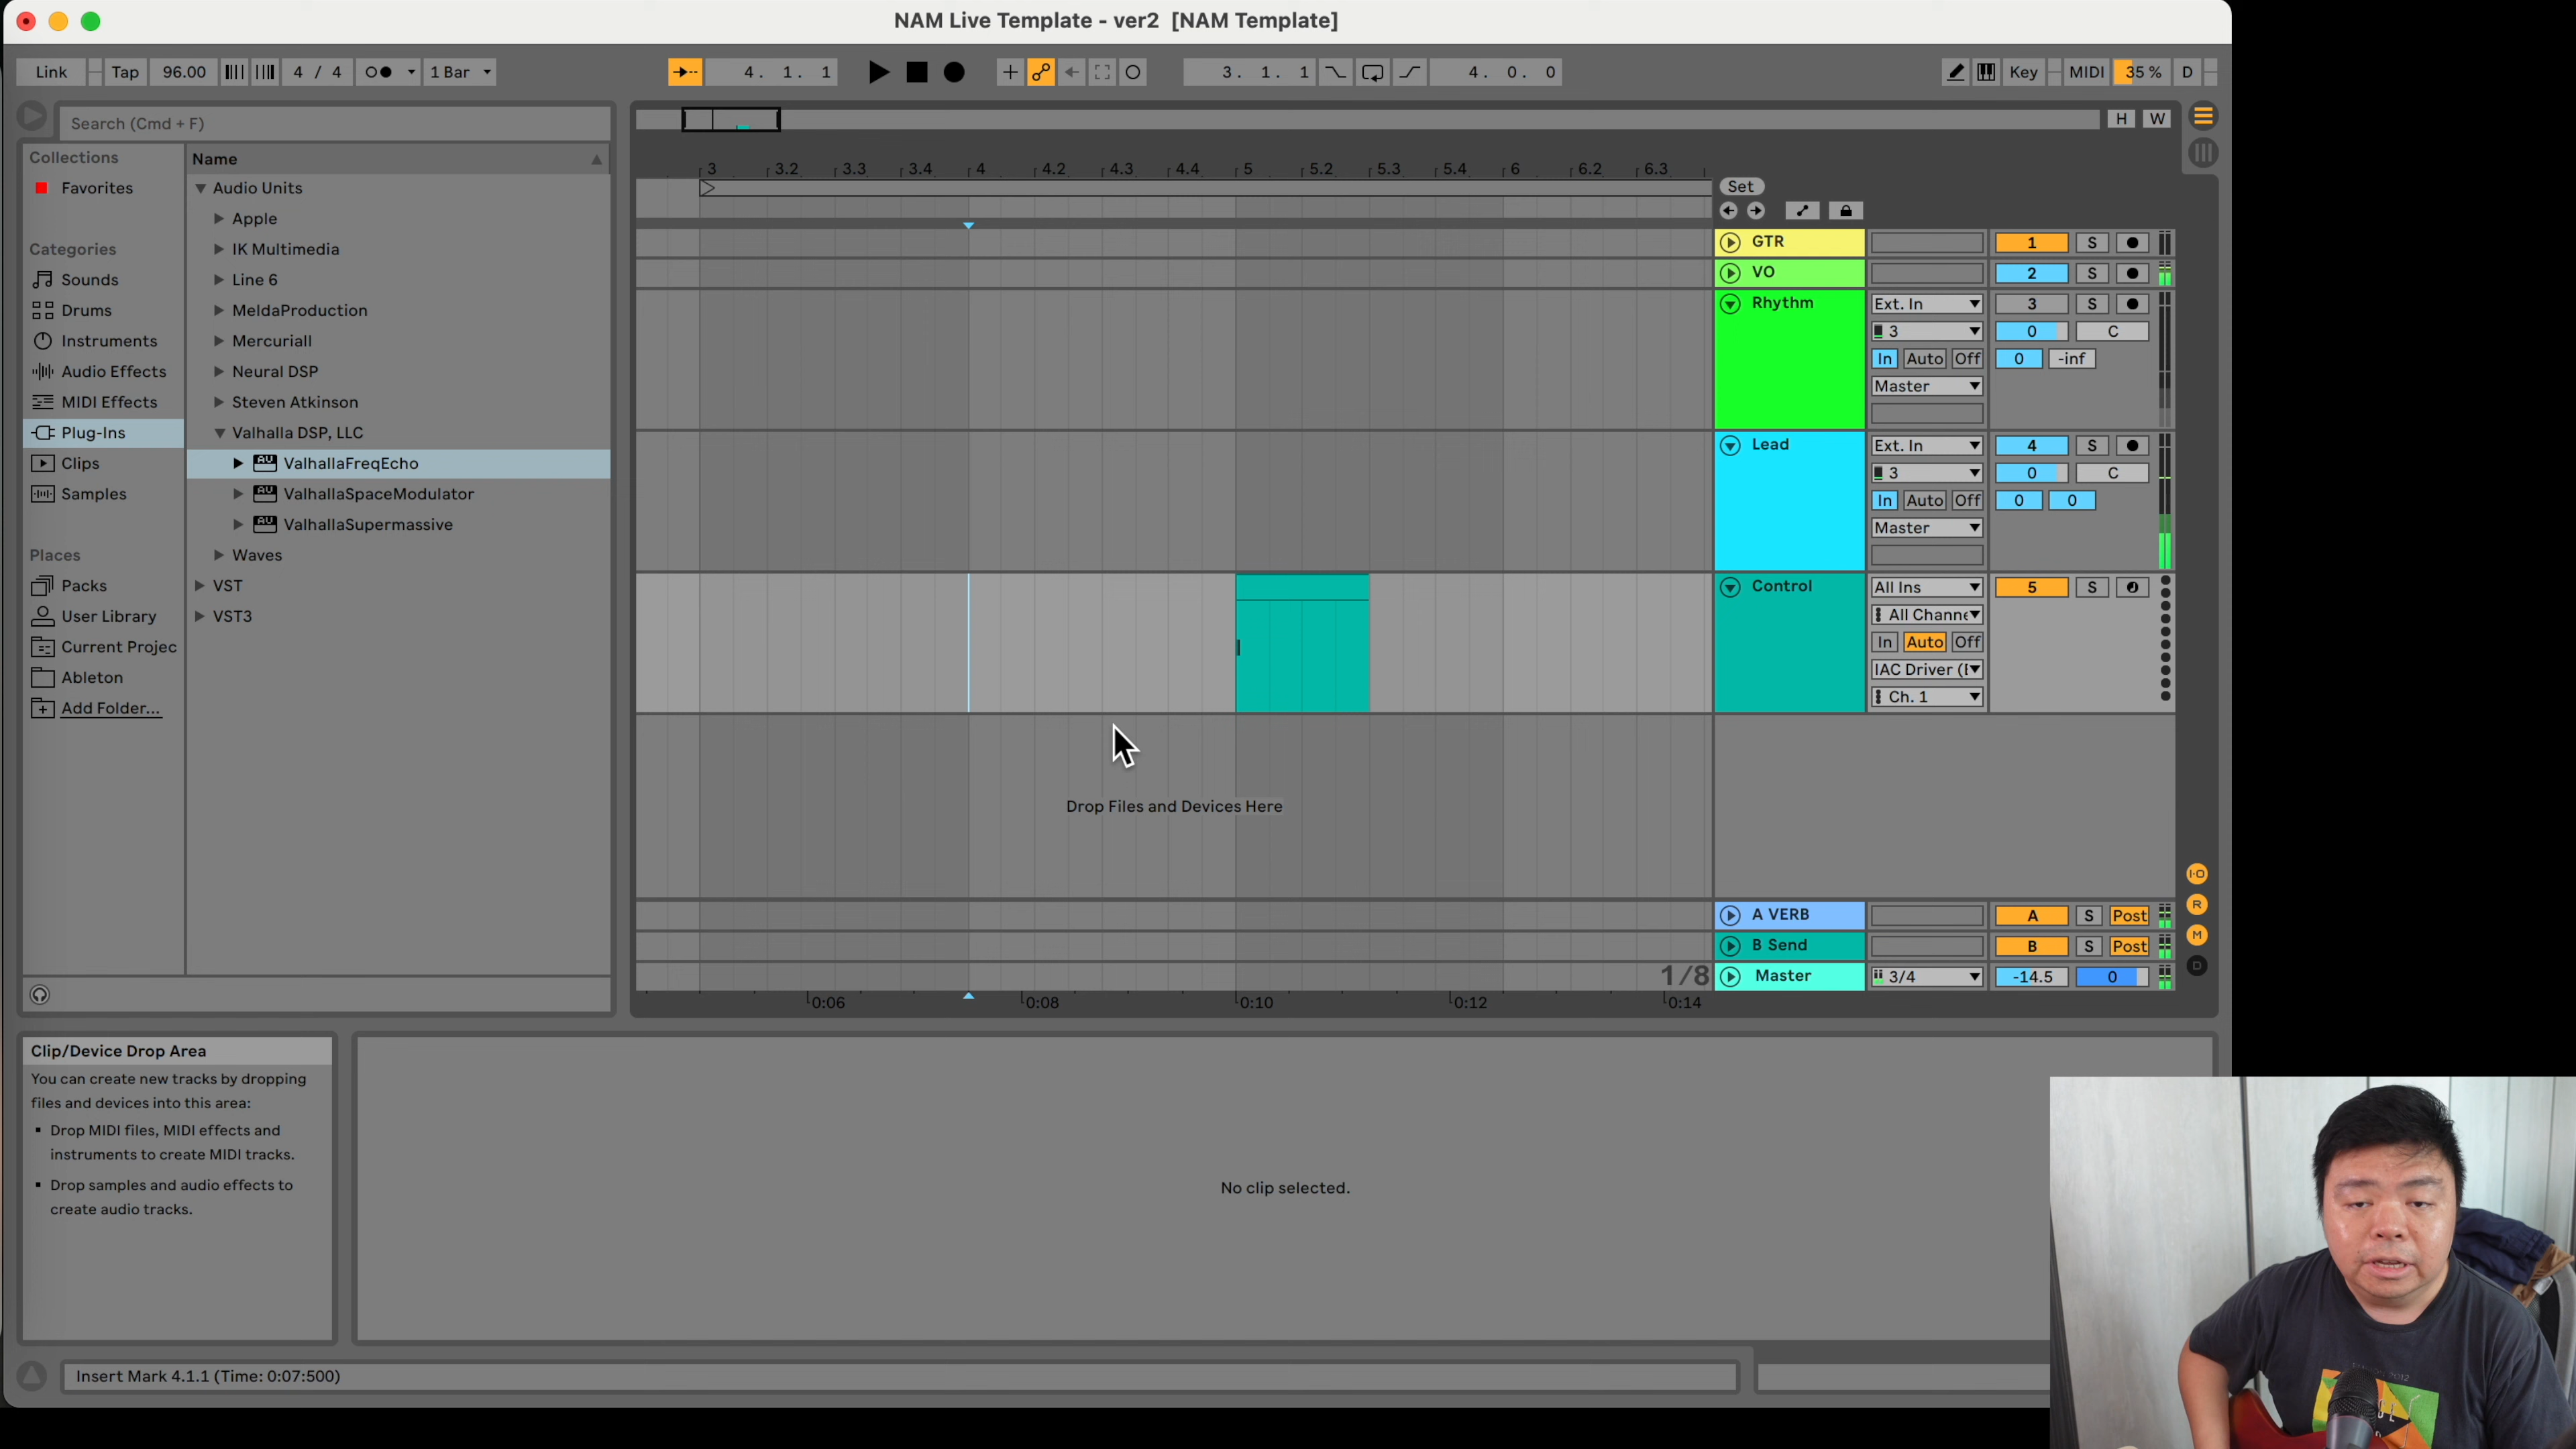 NAM Live Template - ver2 [NAM Template]
Link Tap 96.00 4 / 4 1 Bar 4. 1. 1 3. 1. 1 4. 0. 0 Key MIDI 35 % D
Search (Cmd + F)
H W
Collections
Favorites
Categories
Sounds
Drums
Instruments
Audio Effects
MIDI Effects
Plug-Ins
Clips
Samples
Places
Packs
User Library
Current Projec
Ableton
Add Folder...
Name
Audio Units
Apple
IK Multimedia
Line 6
MeldaProduction
Mercuriall
Neural DSP
Steven Atkinson
Valhalla DSP, LLC
ValhallaFreqEcho
ValhallaSpaceModulator
ValhallaSupermassive
Waves
VST
VST3
3 3.2 3.3 3.4 4 4.2 4.3 4.4 5 5.2 5.3 5.4 6 6.2 6.3
Set
GTR 1 S
VO 2 S
Rhythm Ext. In 3 S
3 0 C
In Auto Off 0 -inf
Master
Lead Ext. In 4 S
3 0 C
In Auto Off 0 0
Master
Control All Ins 5 S
All Channe
In Auto Off
IAC Driver (
Ch. 1
Drop Files and Devices Here
A VERB A S Post
B Send B S Post
1/8 Master 3/4 -14.5 0
0:06 0:08 0:10 0:12 0:14
I·O
R
M
D
Clip/Device Drop Area
You can create new tracks by dropping
files and devices into this area:
▪ Drop MIDI files, MIDI effects and
instruments to create MIDI tracks.
▪ Drop samples and audio effects to
create audio tracks.
No clip selected.
Insert Mark 4.1.1 (Time: 0:07:500)